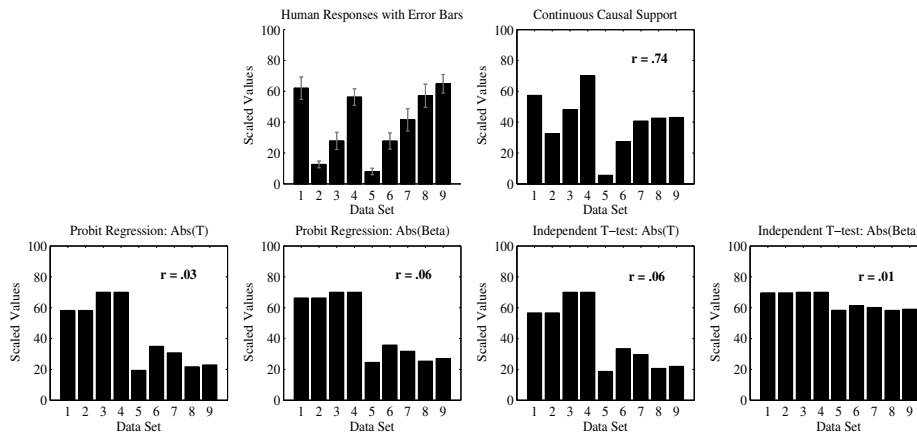 Human Responses with Error Bars
100
80
60
40
20
0
Scaled Values
1 2 3 4 5 6 7 8 9
Data Set
Continuous Causal Support
r = .74
100
80
60
40
20
0
Scaled Values
1 2 3 4 5 6 7 8 9
Data Set
Probit Regression: Abs(T)
r = .03
100
80
60
40
20
0
Scaled Values
1 2 3 4 5 6 7 8 9
Data Set
Probit Regression: Abs(Beta)
r = .06
100
80
60
40
20
0
Scaled Values
1 2 3 4 5 6 7 8 9
Data Set
Independent T-test: Abs(T)
r = .06
100
80
60
40
20
0
Scaled Values
1 2 3 4 5 6 7 8 9
Data Set
Independent T-test: Abs(Beta)
r = .01
100
80
60
40
20
0
Scaled Values
1 2 3 4 5 6 7 8 9
Data Set